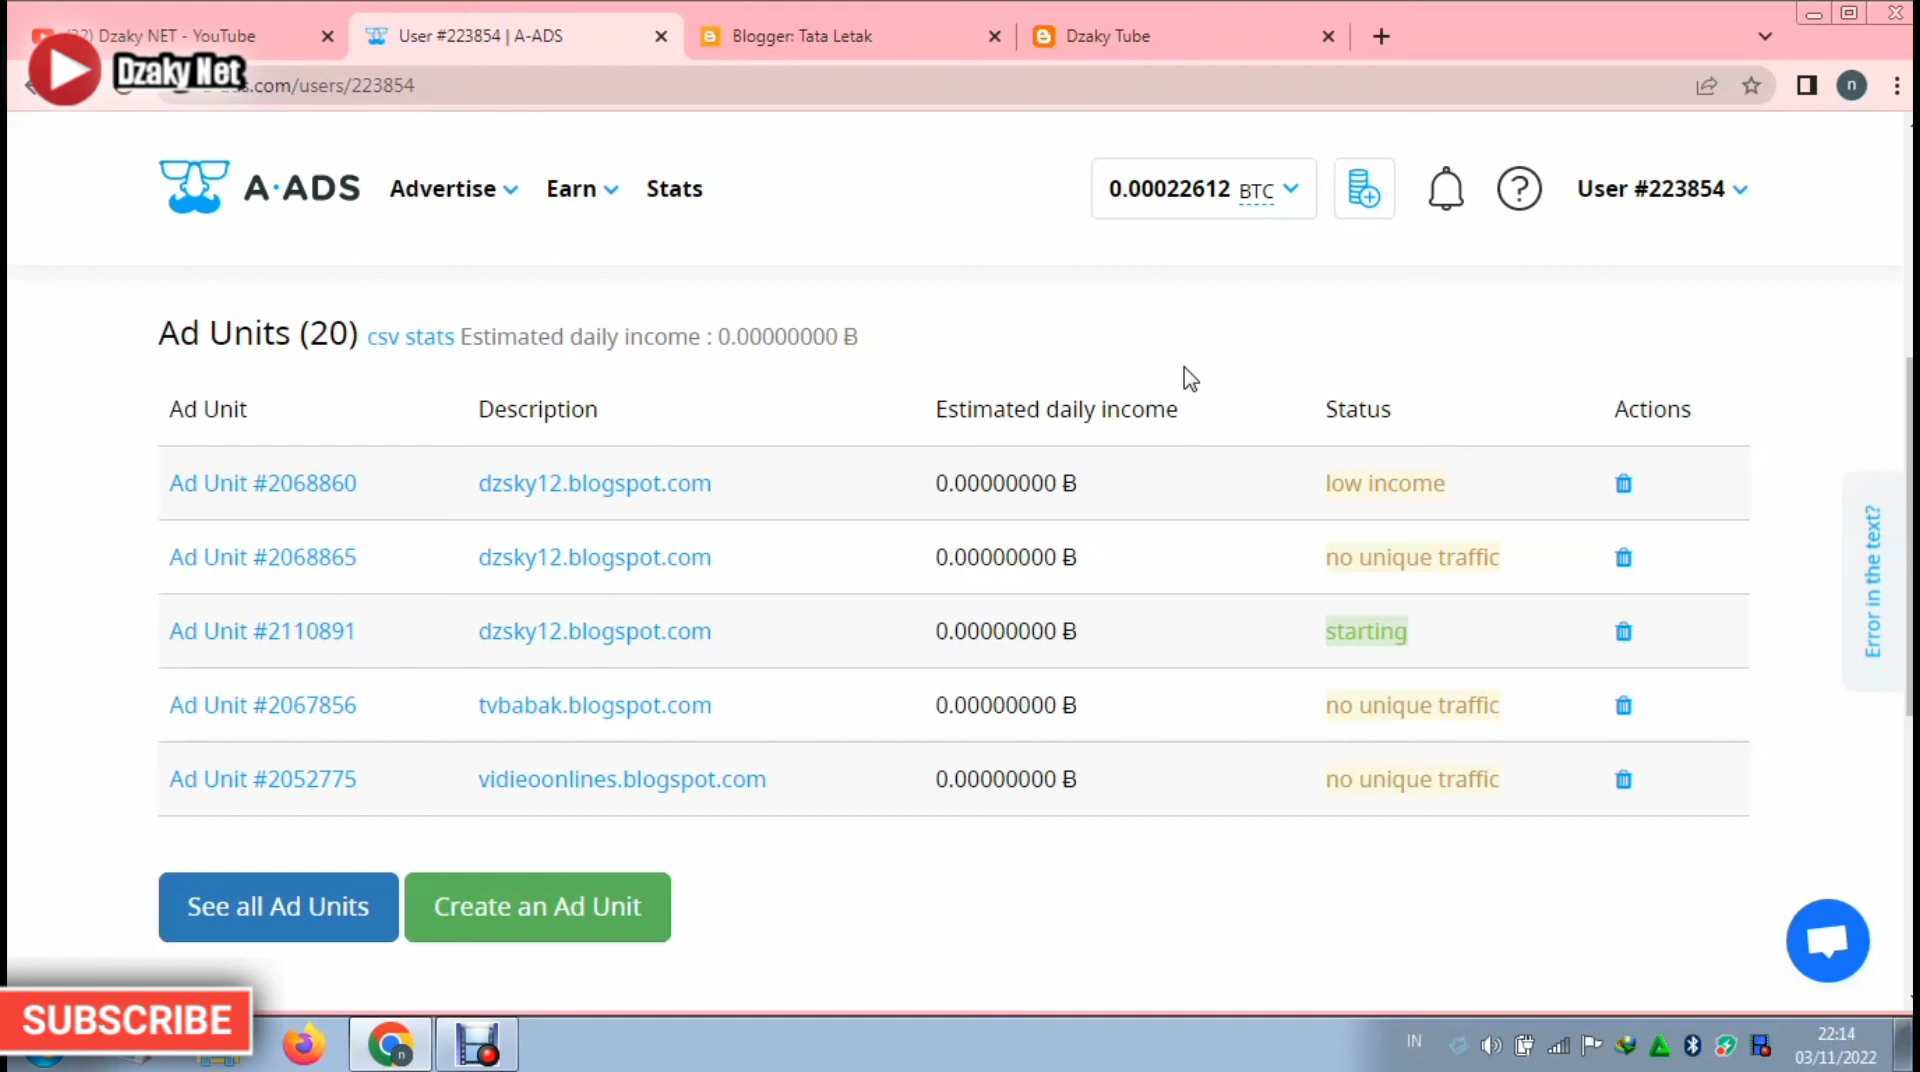 Dzaky NET - YouTube
User #223854 | A-ADS
Blogger: Tata Letak
Dzaky Tube
Dzaky Net
.com/users/223854
n
A-ADS
Advertise
Earn
Stats
0.00022612 BTC
User #223854
Ad Units (20) csv stats Estimated daily income : 0.00000000 Ƀ
Ad Unit Description Estimated daily income Status Actions
Ad Unit #2068860 dzsky12.blogspot.com 0.00000000 Ƀ low income
Ad Unit #2068865 dzsky12.blogspot.com 0.00000000 Ƀ no unique traffic
Ad Unit #2110891 dzsky12.blogspot.com 0.00000000 Ƀ starting
Ad Unit #2067856 tvbabak.blogspot.com 0.00000000 Ƀ no unique traffic
Ad Unit #2052775 vidieoonlines.blogspot.com 0.00000000 Ƀ no unique traffic
Error in the text?
See all Ad Units
Create an Ad Unit
SUBSCRIBE
n
IN
22:14
03/11/2022